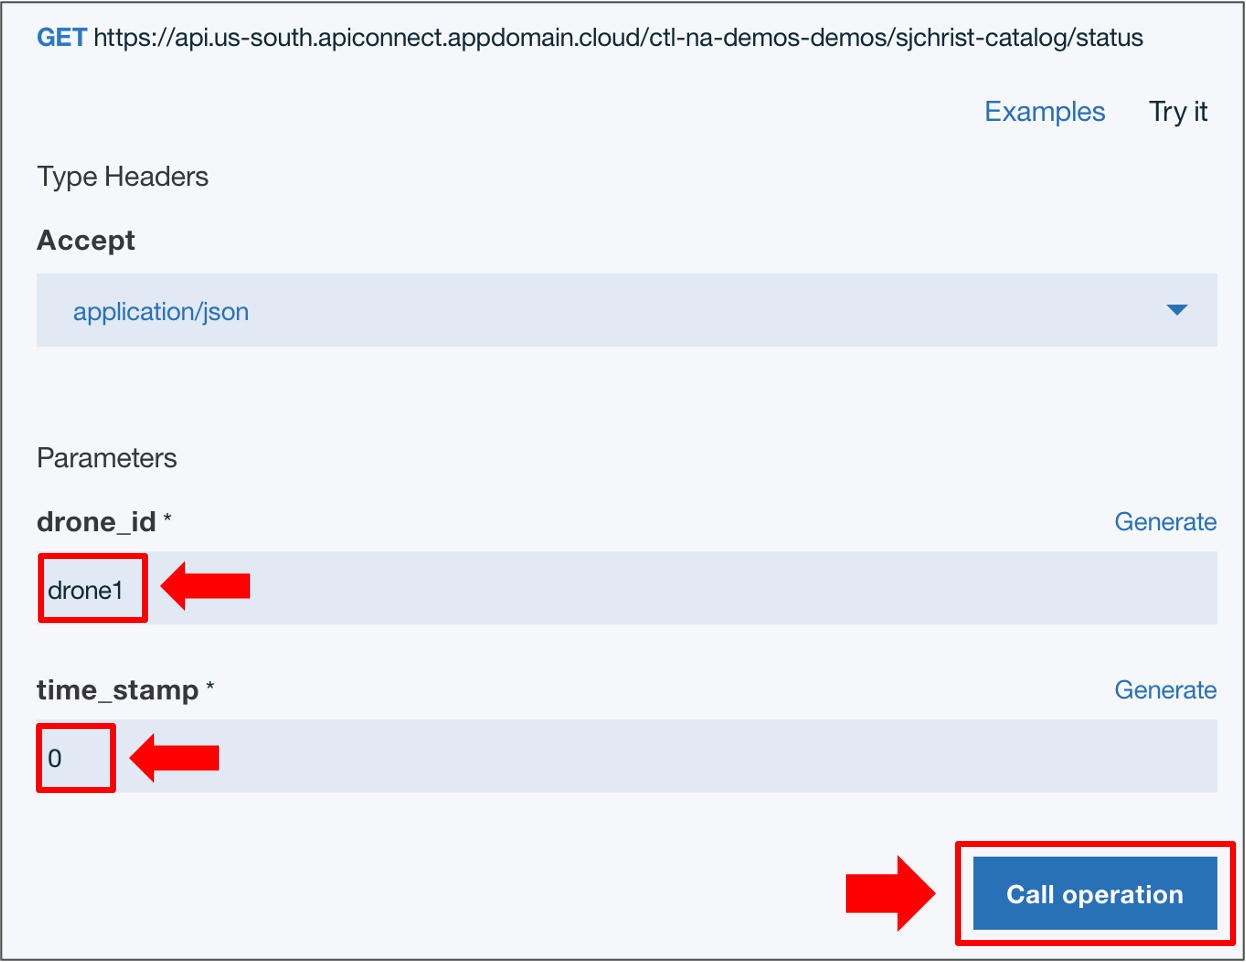 GET https://api.us-south.apiconnect.appdomain.cloud/ctl-na-demos-demos/sjchrist-catalog/status
Examples Try it
Type Headers
Accept
application/json
Parameters
drone_id * Generate
drone1
time_stamp * Generate
0
Call operation